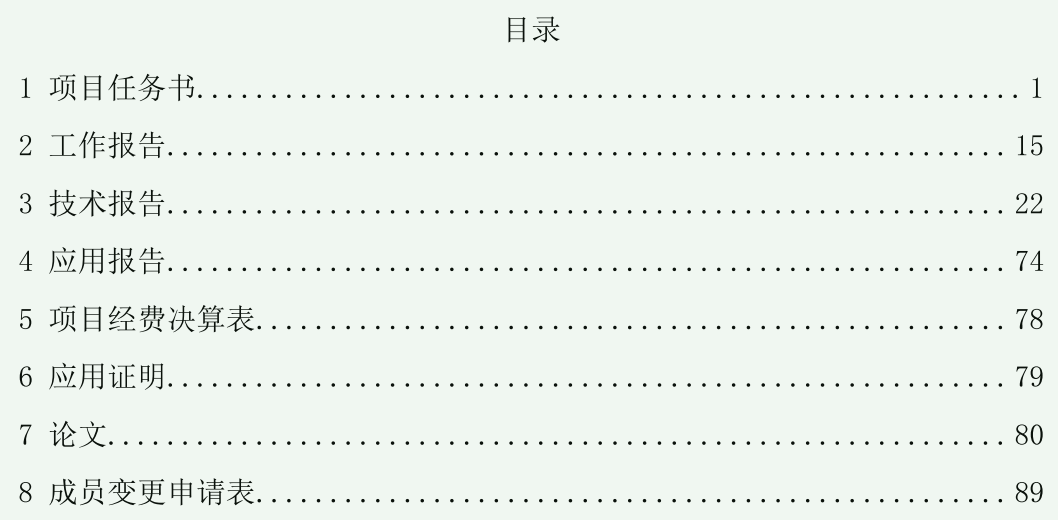 目录
1 项目任务书........................................................1
2 工作报告.........................................................15
3 技术报告.........................................................22
4 应用报告.........................................................74
5 项目经费决算表...................................................78
6 应用证明.........................................................79
7 论文.............................................................80
8 成员变更申请表...................................................89